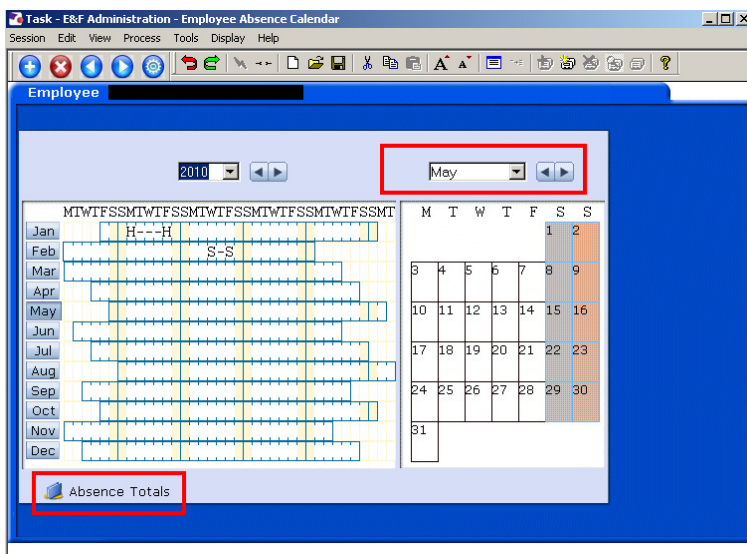 Task - E&F Administration - Employee Absence Calendar
Session Edit View Process Tools Display Help
Employee
2010
May
MTWTFSSMTWTFSSMTWTFSSMTWTFSSMTWTFSSMT
M T W T F S S
Jan H---H
1 2
Feb S-S
Mar
3 4 5 6 7 8 9
Apr
May
10 11 12 13 14 15 16
Jun
Jul
17 18 19 20 21 22 23
Aug
Sep
24 25 26 27 28 29 30
Oct
Nov
31
Dec
Absence Totals